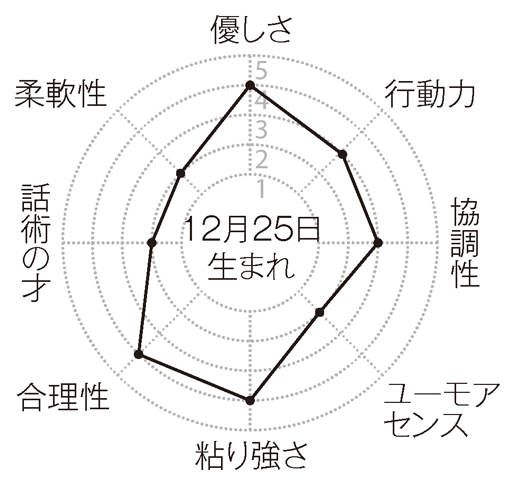 優しさ
柔軟性
行動力
5
4
3
2
1
話術の才
協調性
12月25日
生まれ
合理性
ユーモア
センス
粘り強さ